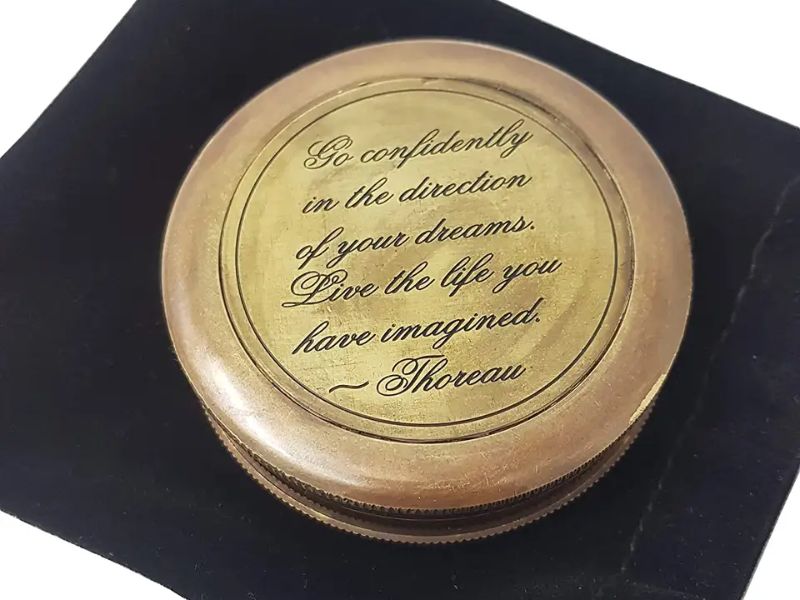 Go confidently
in the direction
of your dreams.
Live the life you
have imagined.
~ Thoreau